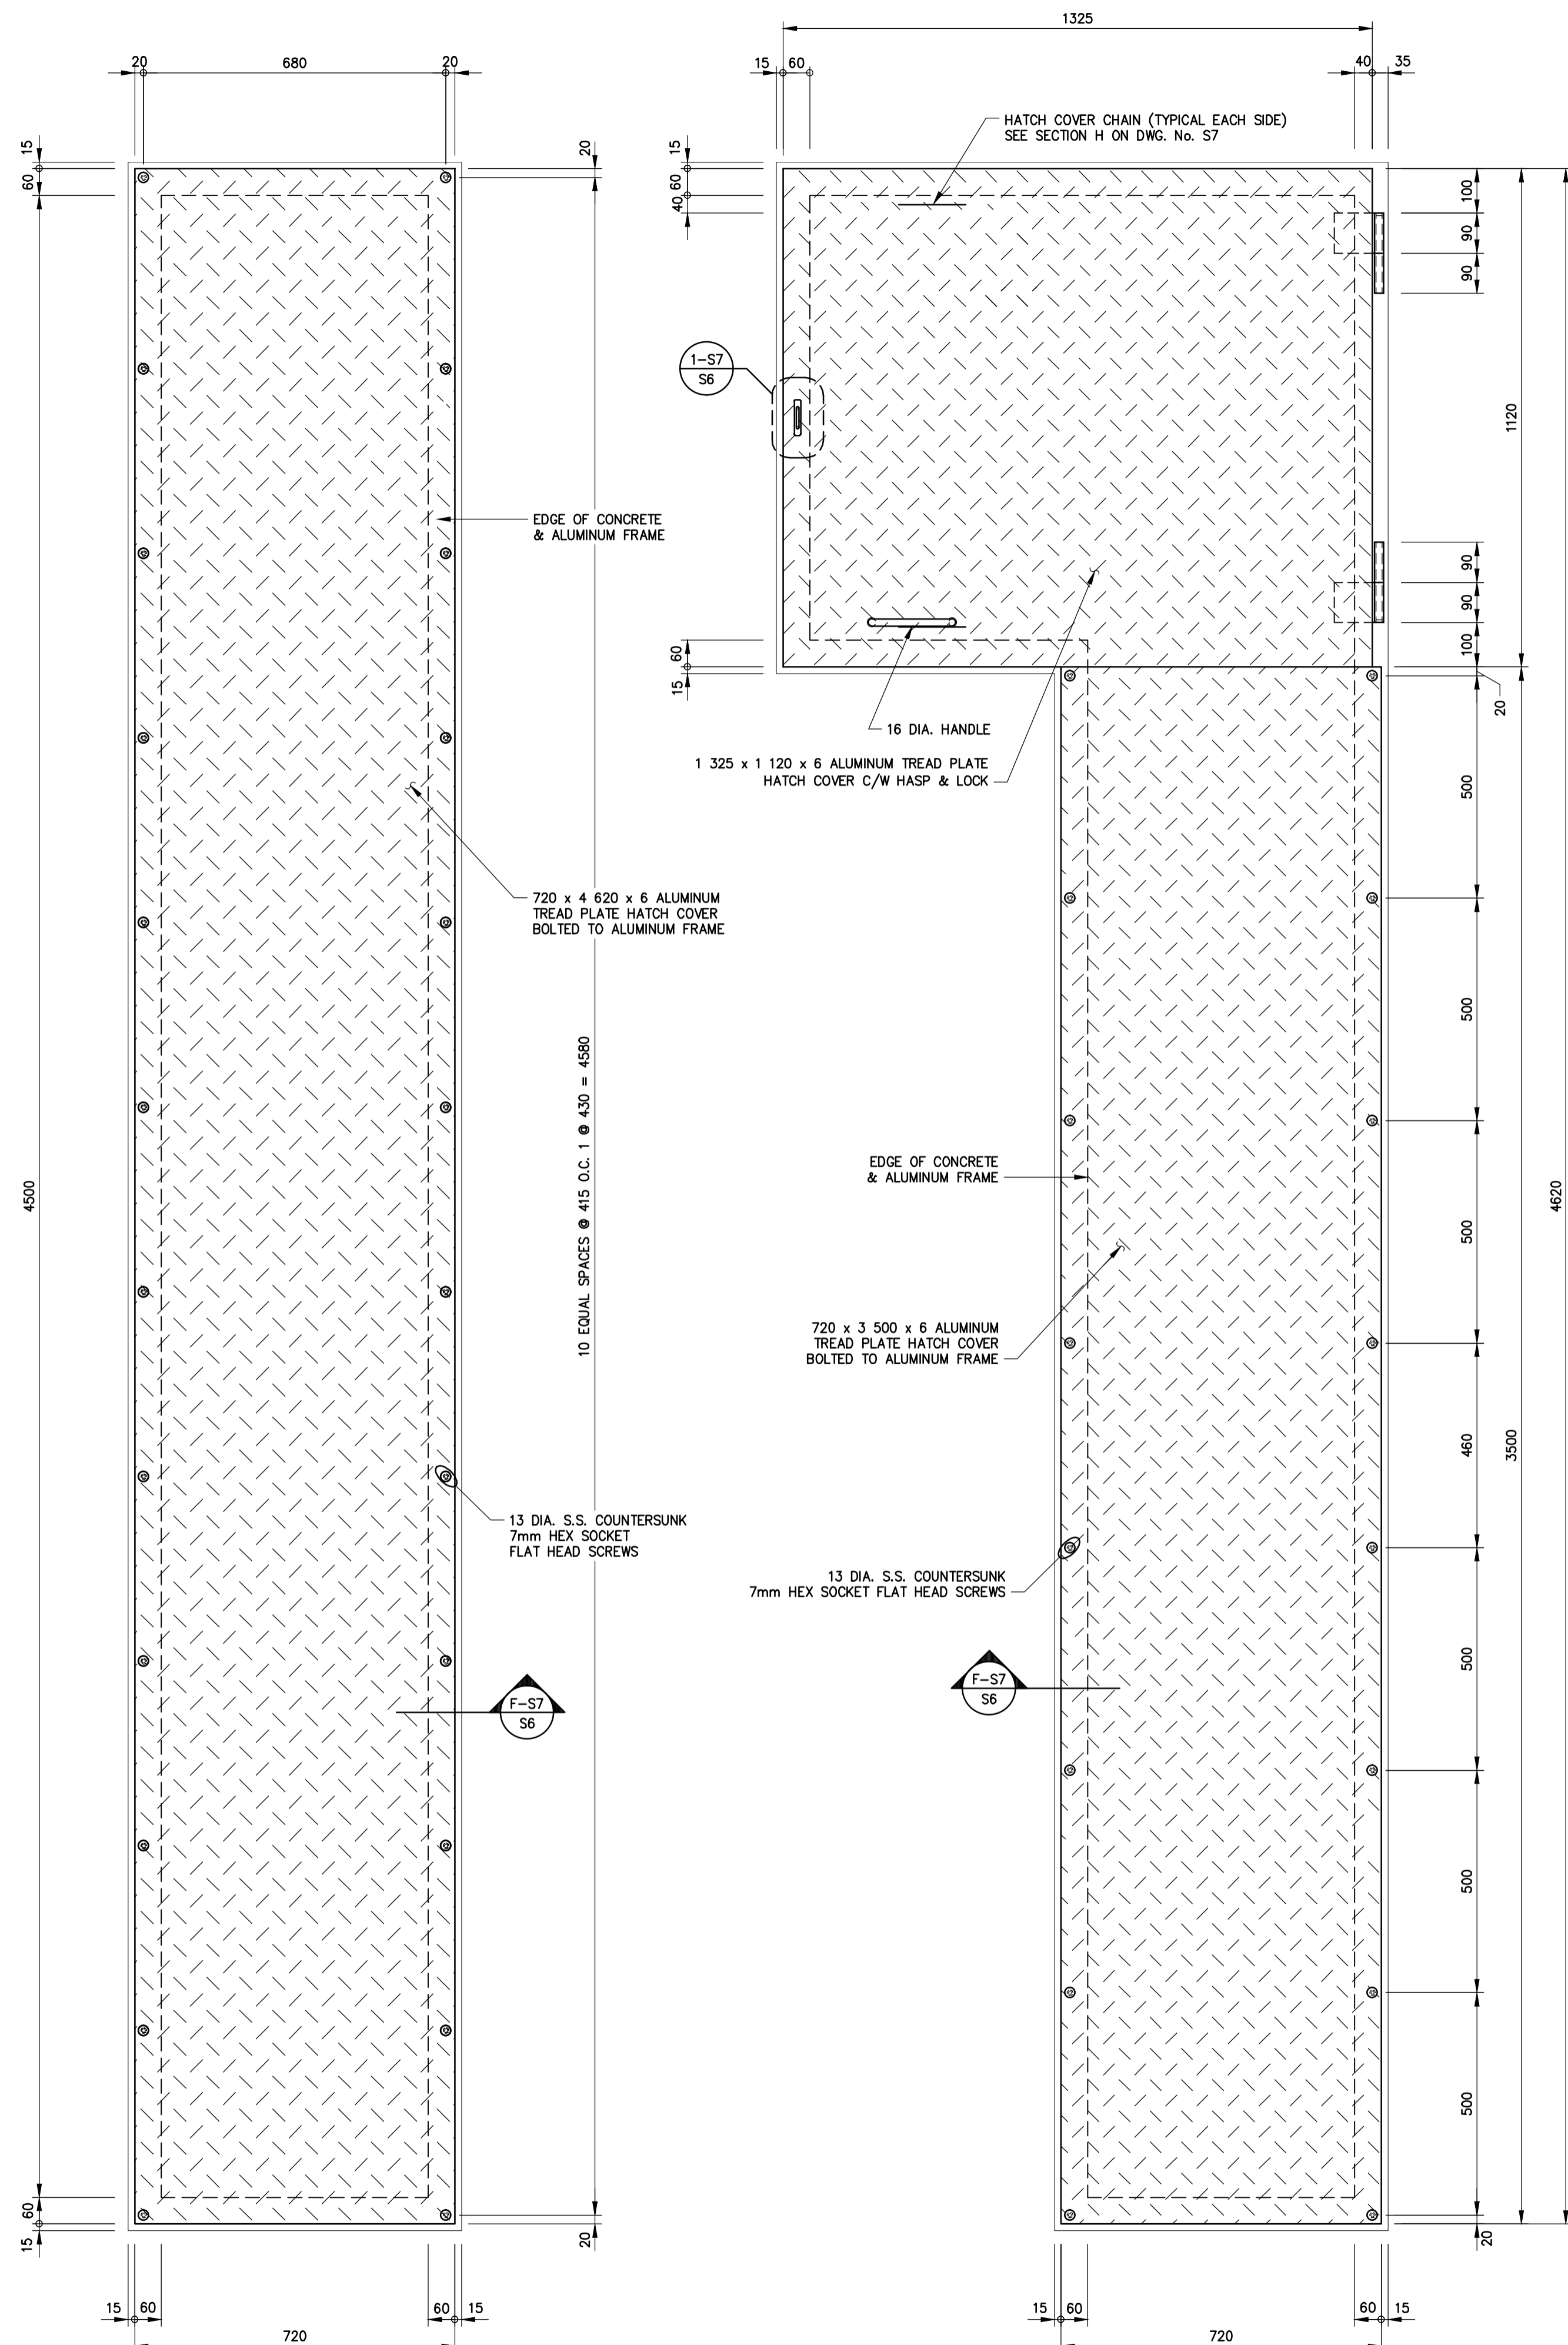 1325
20
680
20
15
60
40
35
HATCH COVER CHAIN (TYPICAL EACH SIDE)
SEE SECTION H ON DWG. No. S7
15
60
20
15
60
40
100
90
90
1-S7
S6
1120
EDGE OF CONCRETE
& ALUMINUM FRAME
90
90
100
60
15
20
16 DIA. HANDLE
1 325 x 1 120 x 6 ALUMINUM TREAD PLATE
HATCH COVER C/W HASP & LOCK
500
720 x 4 620 x 6 ALUMINUM
TREAD PLATE HATCH COVER
BOLTED TO ALUMINUM FRAME
500
10 EQUAL SPACES @ 415 O.C. 1 @ 430 = 4580
4500
EDGE OF CONCRETE
& ALUMINUM FRAME
4620
500
720 x 3 500 x 6 ALUMINUM
TREAD PLATE HATCH COVER
BOLTED TO ALUMINUM FRAME
460
3500
13 DIA. S.S. COUNTERSUNK
7mm HEX SOCKET
FLAT HEAD SCREWS
13 DIA. S.S. COUNTERSUNK
7mm HEX SOCKET FLAT HEAD SCREWS
500
F-S7
S6
F-S7
S6
500
500
60
15
20
20
15
60
60
15
15
60
60
15
720
720